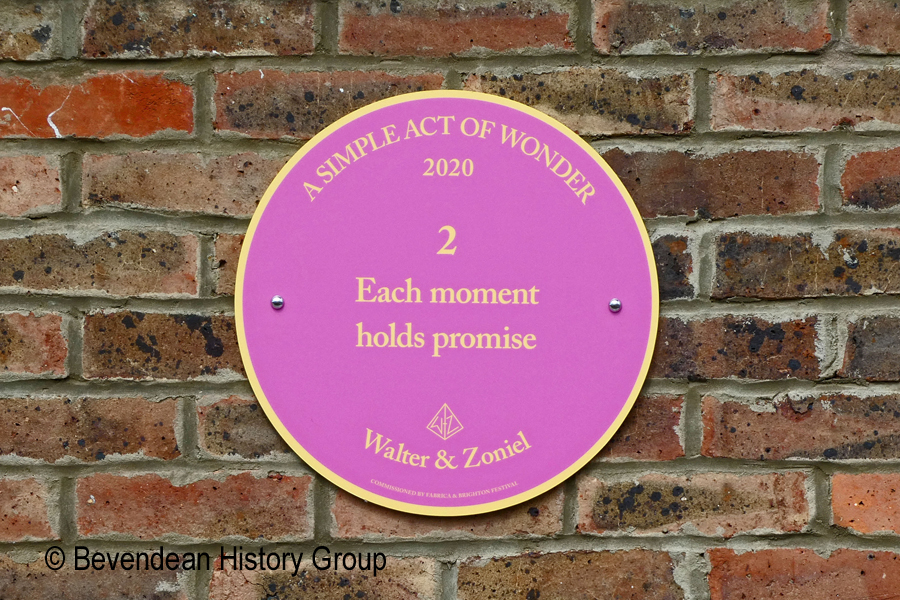 A SIMPLE ACT OF WONDER
2020
2
Each moment
holds promise
W&Z
Walter & Zoniel
COMMISSIONED BY FABRICA & BRIGHTON FESTIVAL
© Bevendean History Group